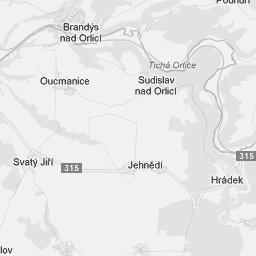 Brandýs
nad Orlicí
Tichá Orlice
Oucmanice
Sudislav
nad Orlicí
315
Svatý Jiří
315
Jehnědí
Hrádek